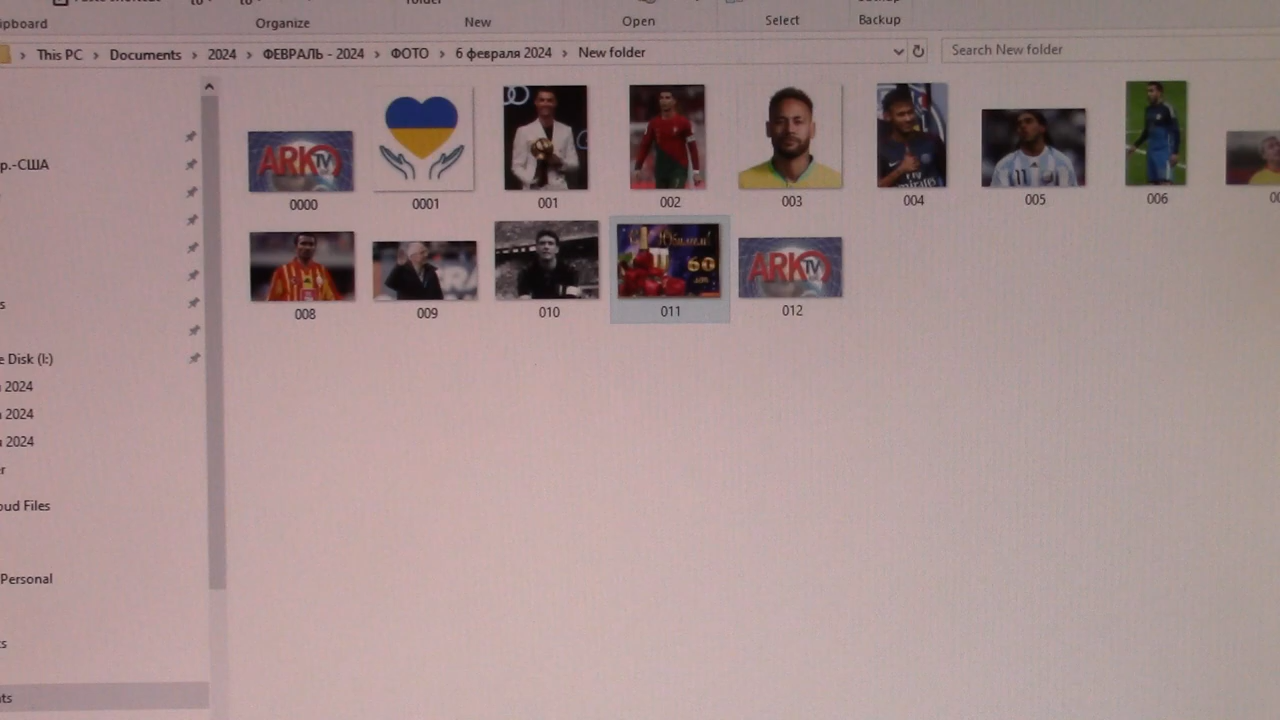 Organize
New
Open
Select
Backup
This PC > Documents > 2024 > ФЕВРАЛЬ - 2024 > ФОТО > 6 февраля 2024 > New folder
Search New folder
р.-США
ARK TV
0000
0001
001
002
003
004
005
006
008
009
010
60
011
ARK TV
012
e Disk (I:)
2024
2024
2024
oud Files
Personal